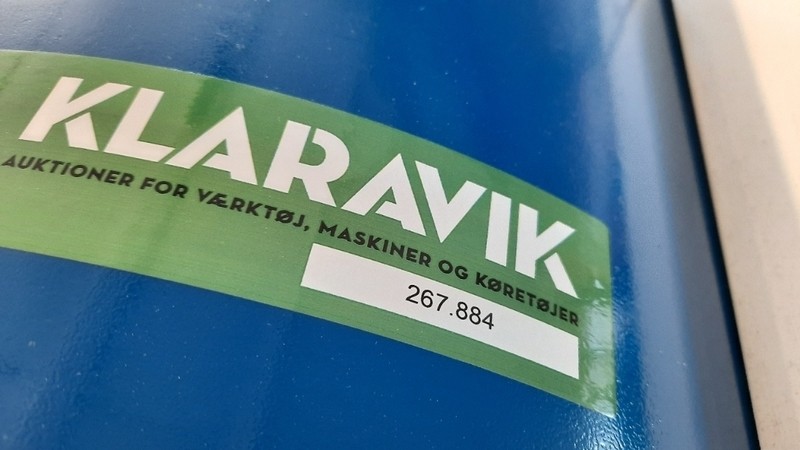 KLARAVIK
AUKTIONER FOR VÆRKTØJ, MASKINER OG KØRETØJER
267.884